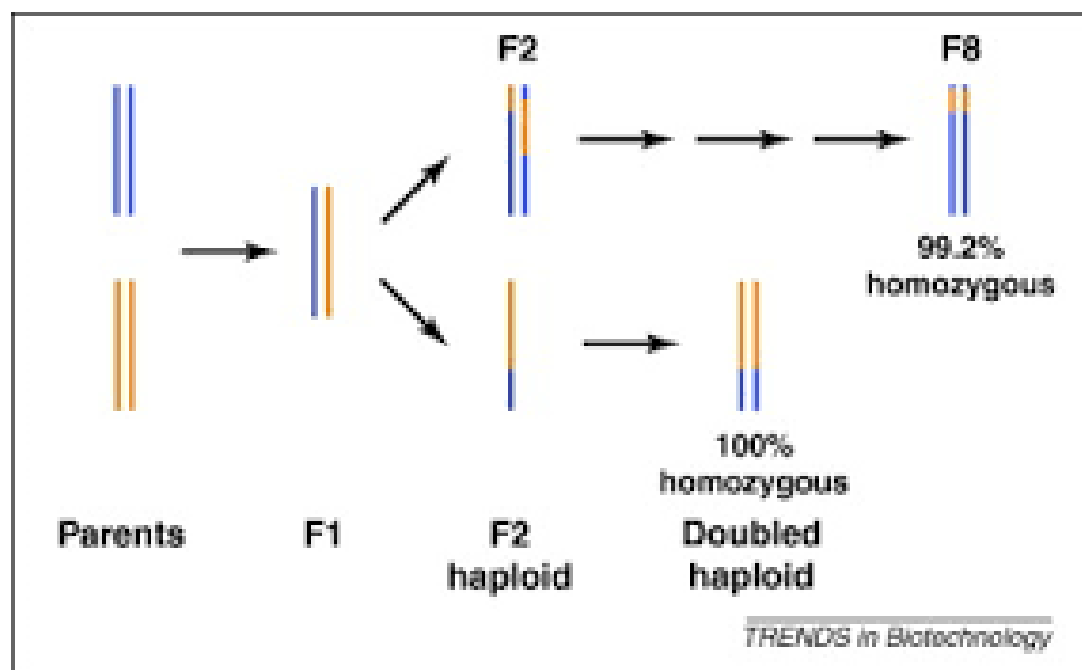 F2
F8
99.2%
homozygous
100%
homozygous
Parents
F1
F2
haploid
Doubled
haploid
TRENDS in Biotechnology